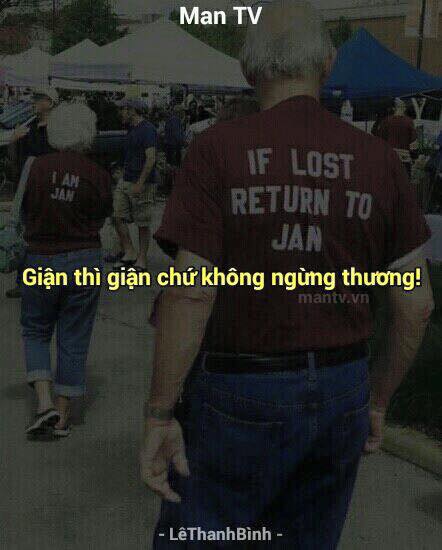 Man TV
IF LOST
RETURN TO
JAN
I AM
JAN
Giận thì giận chứ không ngừng thương!
mantv.vn
- LêThanhBình -